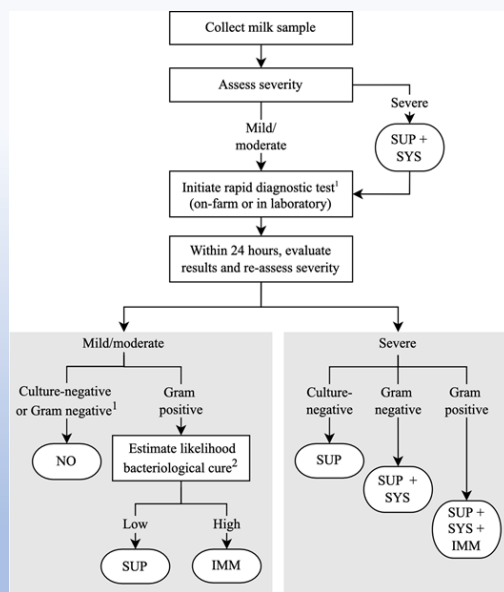 Collect milk sample
Assess severity
Severe
Mild/
moderate
SUP +
SYS
Initiate rapid diagnostic test1
(on-farm or in laboratory)
Within 24 hours, evaluate
results and re-assess severity
Mild/moderate
Culture-negative
or Gram negative1
Gram
positive
NO
Estimate likelihood
bacteriological cure2
Low
High
SUP
IMM
Severe
Culture-
negative
Gram
negative
Gram
positive
SUP
SUP +
SYS
SUP +
SYS +
IMM